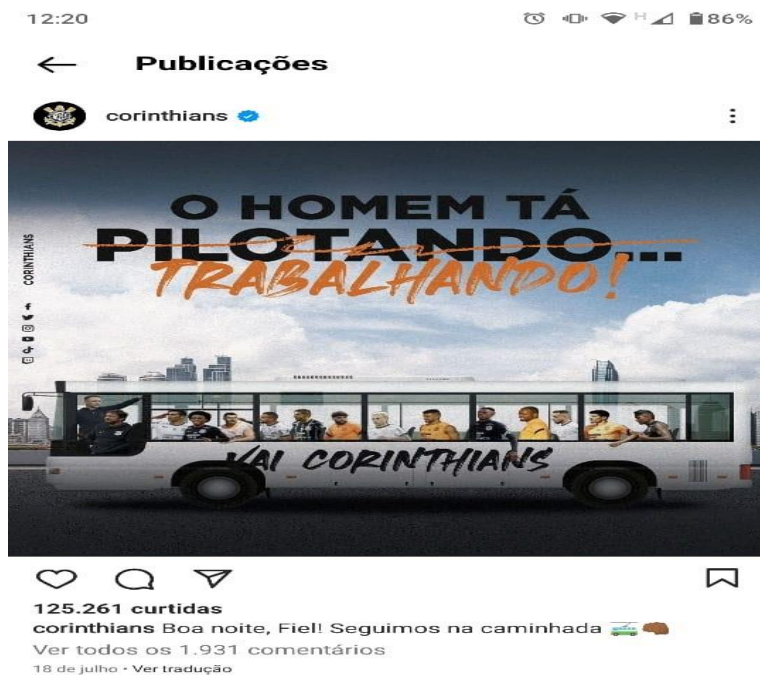 12:20
H
86%
Publicações
corinthians
O HOMEM TÁ
PILOTANDO...
TRABALHANDO!
CORINTHIANS
VAI CORINTHIANS
125.261 curtidas
corinthians Boa noite, Fiel! Seguimos na caminhada 🚎👊🏾
Ver todos os 1.931 comentários
18 de julho · Ver tradução